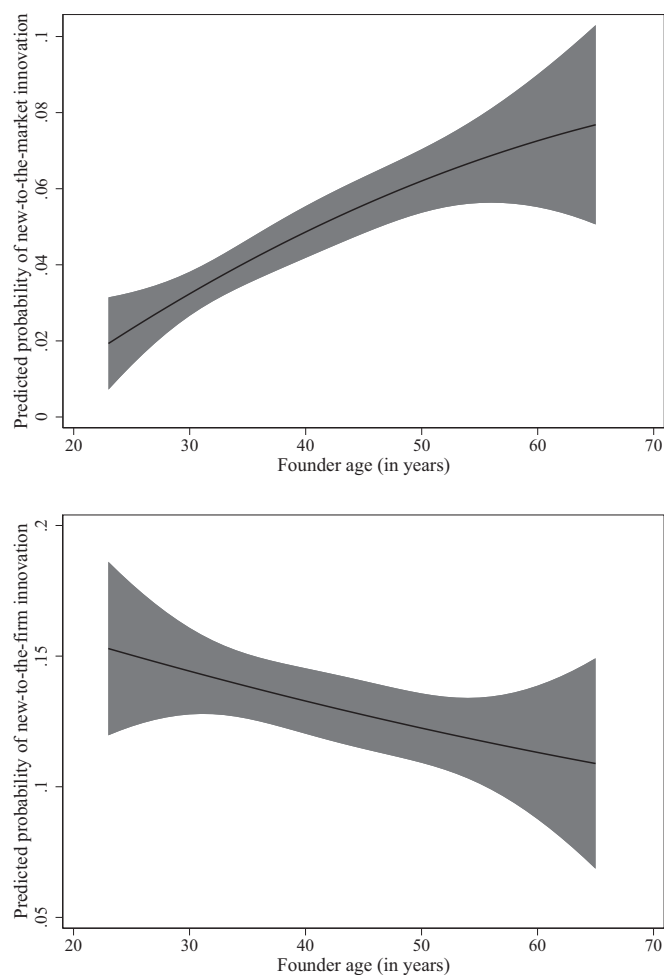 Predicted probability of new-to-the-market innovation
.1
.08
.06
.04
.02
0
20 30 40 50 60 70
Founder age (in years)
Predicted probability of new-to-the-firm innovation
.2
.15
.1
.05
20 30 40 50 60 70
Founder age (in years)